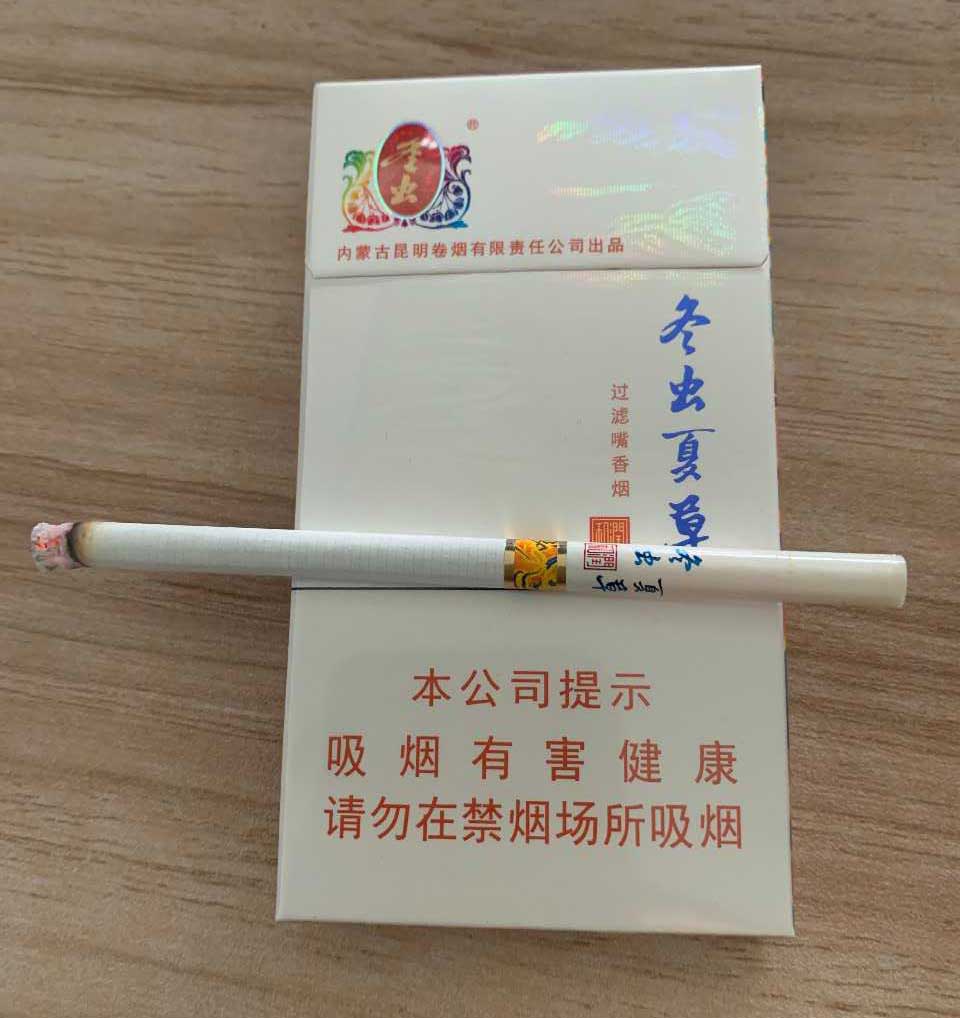 冬虫
®
内蒙古昆明卷烟有限责任公司出品
冬虫夏草
过滤嘴香烟
和润
冬虫
夏草
本公司提示
吸烟有害健康
请勿在禁烟场所吸烟